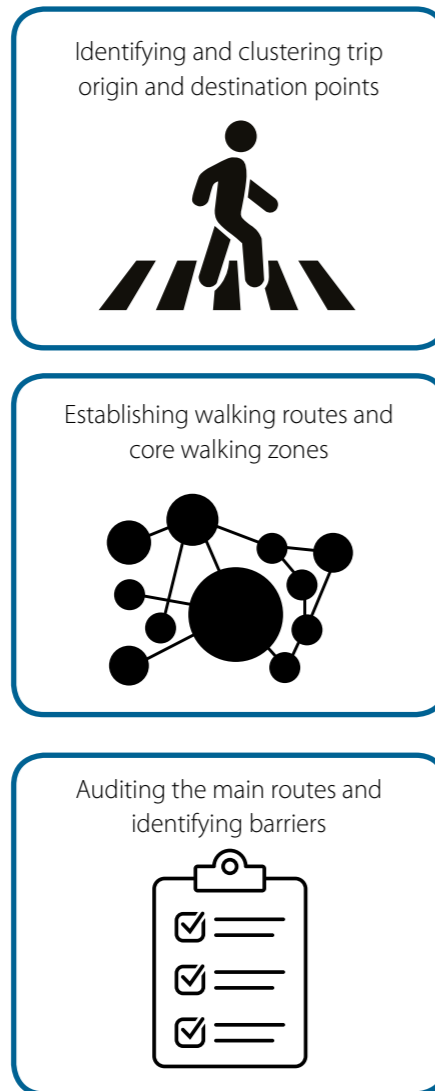 Identifying and clustering trip
origin and destination points
Establishing walking routes and
core walking zones
Auditing the main routes and
identifying barriers